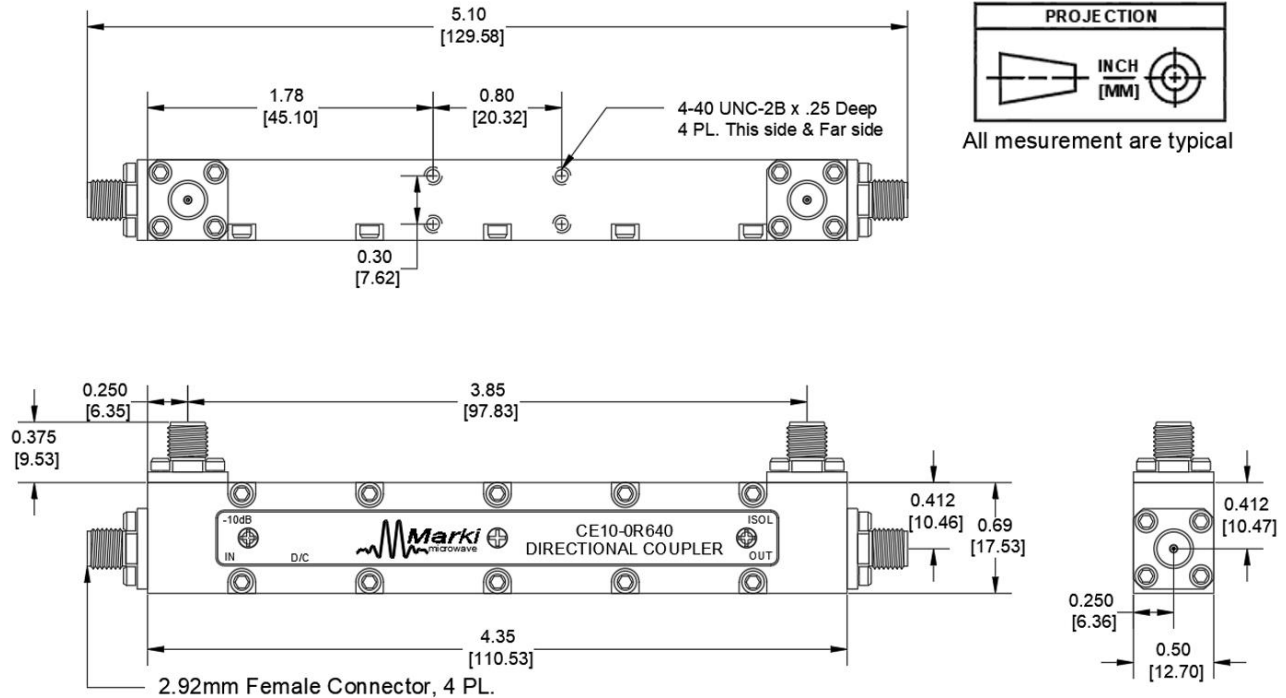 5.10
[129.58]
PROJECTION
INCH
[MM]
All mesurement are typical
1.78
[45.10]
0.80
[20.32]
4-40 UNC-2B x .25 Deep
4 PL. This side & Far side
0.30
[7.62]
0.250
[6.35]
3.85
[97.83]
0.375
[9.53]
-10dB
IN
D/C
Marki
microwave
CE10-0R640
DIRECTIONAL COUPLER
ISOL
OUT
0.412
[10.46]
0.69
[17.53]
0.412
[10.47]
0.250
[6.36]
0.50
[12.70]
4.35
[110.53]
2.92mm Female Connector, 4 PL.